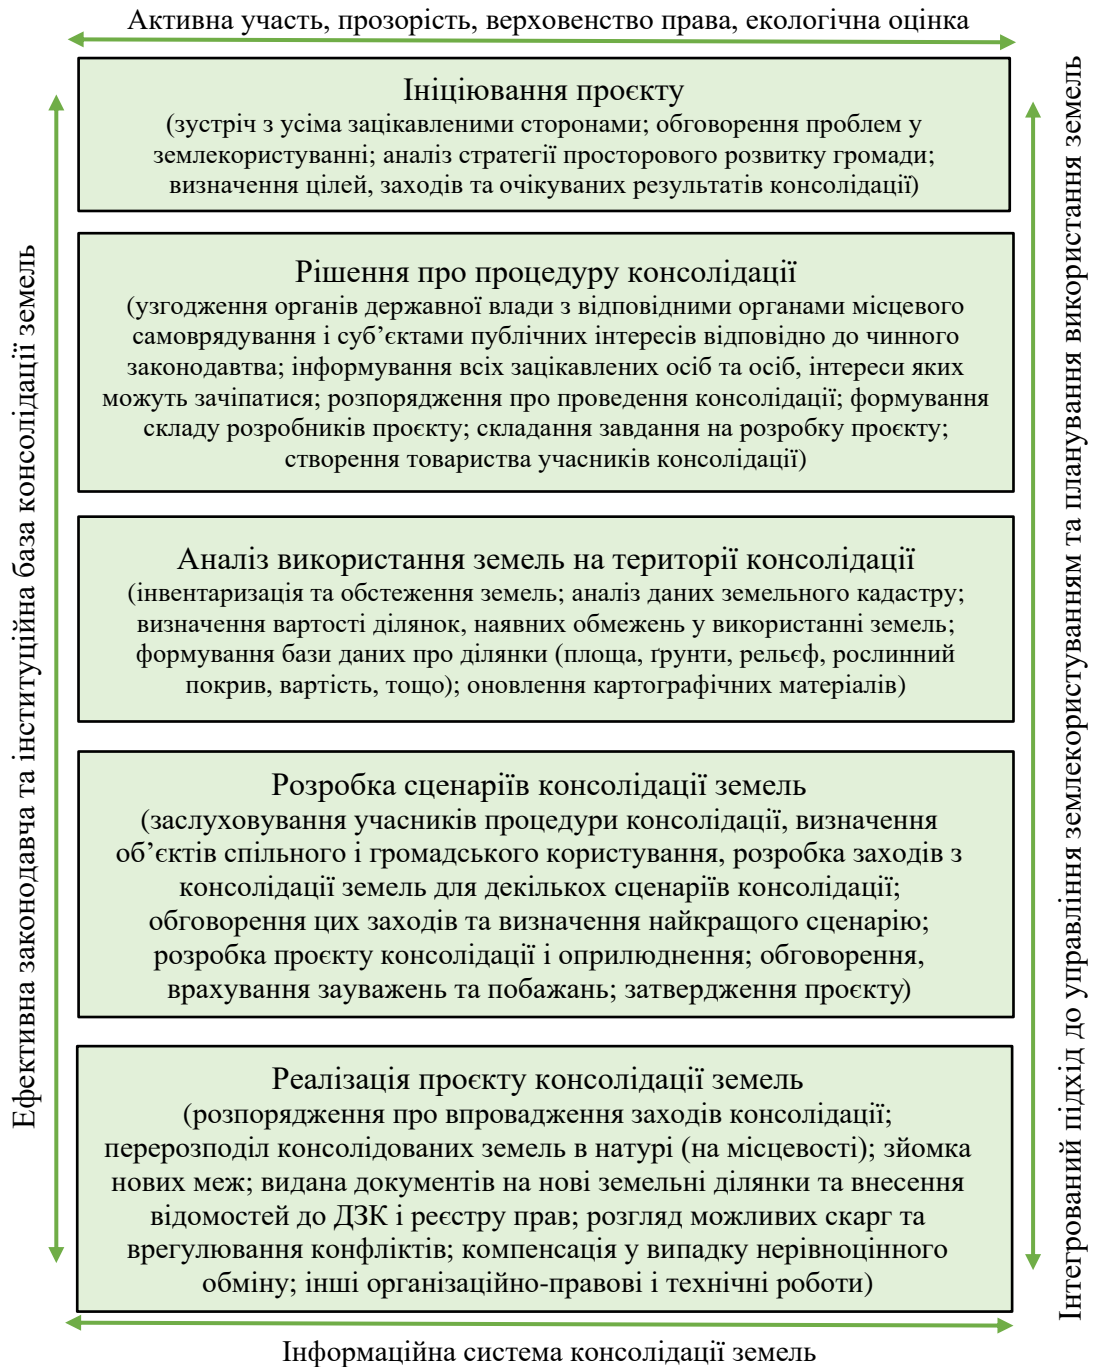 Активна участь, прозорість, верховенство права, екологічна оцінка
Ефективна законодавча та інституційна база консолідації земель
Ініціювання проєкту
(зустріч з усіма зацікавленими сторонами; обговорення проблем у
землекористуванні; аналіз стратегії просторового розвитку громади;
визначення цілей, заходів та очікуваних результатів консолідації)
Рішення про процедуру консолідації
(узгодження органів державної влади з відповідними органами місцевого
самоврядування і суб’єктами публічних інтересів відповідно до чинного
законодавтва; інформування всіх зацікавлених осіб та осіб, інтереси яких
можуть зачіпатися; розпорядження про проведення консолідації; формування
складу розробників проєкту; складання завдання на розробку проєкту;
створення товариства учасників консолідації)
Аналіз використання земель на території консолідації
(інвентаризація та обстеження земель; аналіз даних земельного кадастру;
визначення вартості ділянок, наявних обмежень у використанні земель;
формування бази даних про ділянки (площа, ґрунти, рельєф, рослинний
покрив, вартість, тощо); оновлення картографічних матеріалів)
Розробка сценаріїв консолідації земель
(заслуховування учасників процедури консолідації, визначення
об’єктів спільного і громадського користування, розробка заходів з
консолідації земель для декількох сценаріїв консолідації;
обговорення цих заходів та визначення найкращого сценарію;
розробка проєкту консолідації і оприлюднення; обговорення,
врахування зауважень та побажань; затвердження проєкту)
Реалізація проєкту консолідації земель
(розпорядження про впровадження заходів консолідації;
перерозподіл консолідованих земель в натурі (на місцевості); зйомка
нових меж; видана документів на нові земельні ділянки та внесення
відомостей до ДЗК і реєстру прав; розгляд можливих скарг та
врегулювання конфліктів; компенсація у випадку нерівноцінного
обміну; інші організаційно-правові і технічні роботи)
Інтегрований підхід до управління землекористуванням та планування використання земель
Інформаційна система консолідації земель